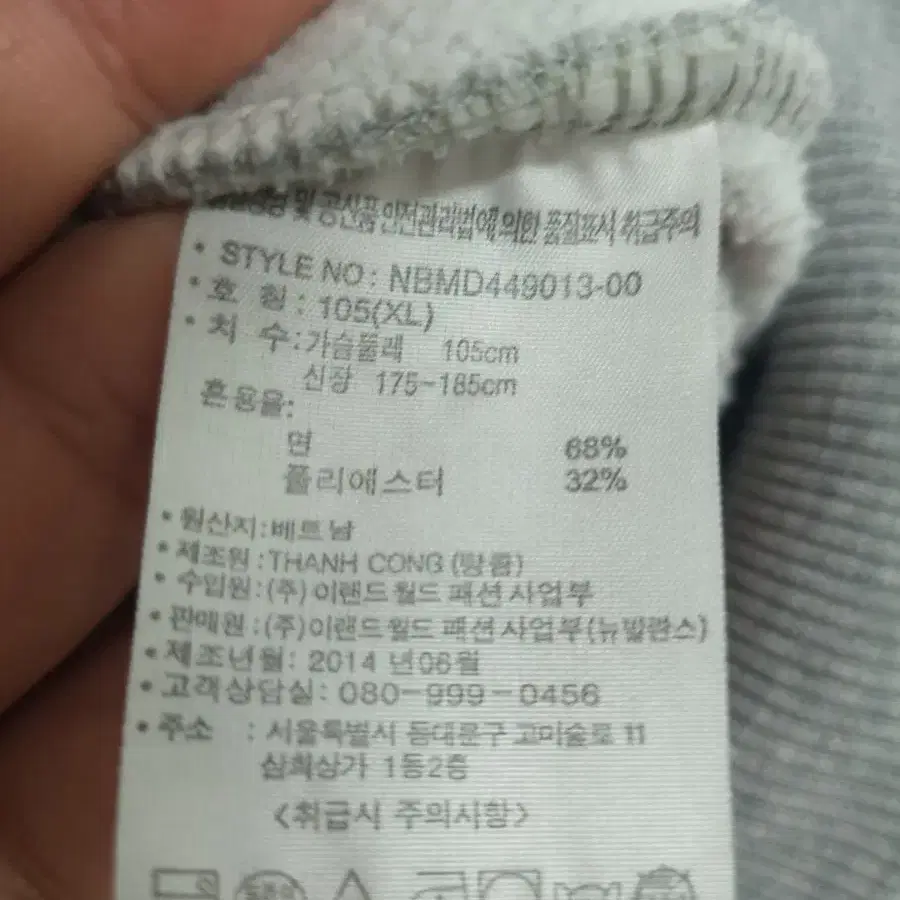 및 공산품안전관리법에 의한 품질표시 취급주의
• STYLE NO : NBMD449013-00
• 호 칭 : 105(XL)
• 치 수 : 가슴둘레 105cm
신장 175~185cm
혼용율:
면 68%
폴리에스터 32%
• 원산지:베트남
• 제조원 :THANH CONG (탕콤)
• 수입원 :(주) 이랜드월드 패션 사업부
• 판매원 :(주)이랜드월드 패션 사업부(뉴발란스)
• 제조년월: 2014 년06월
• 고객상담실: 080-999-0456
• 주소 : 서울특별시 동대문구 고미술로 11
삼희상가 1동2층
<취급시 주의사항>